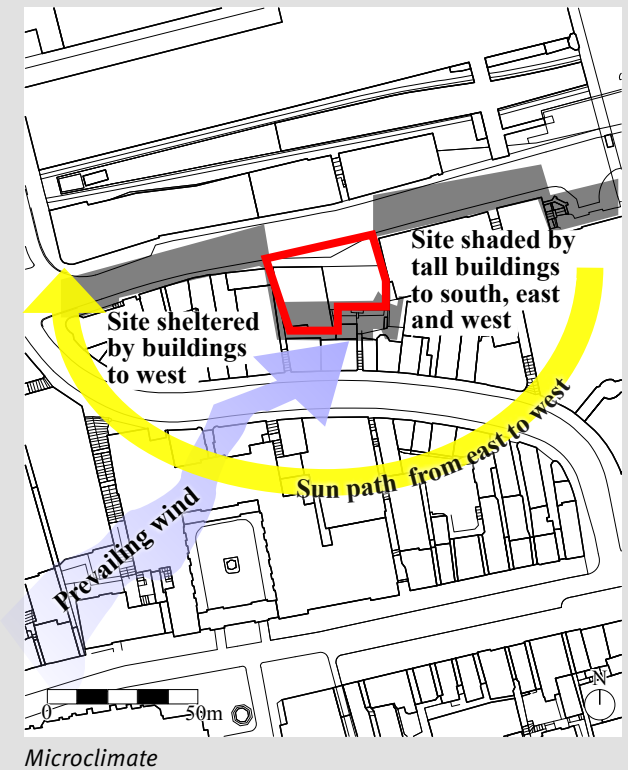 Site shaded by
tall buildings
to south, east
and west
Site sheltered
by buildings
to west
Sun path from east to west
Prevailing wind
N
0 50m
Microclimate